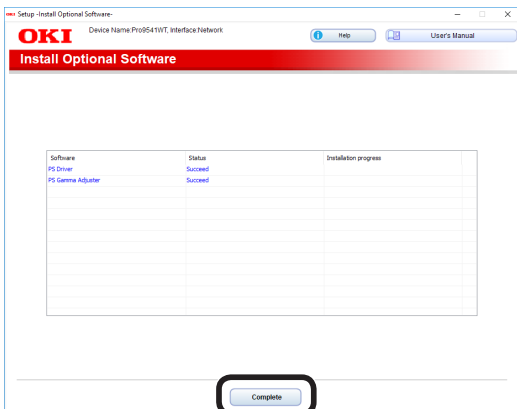 OKI Setup -Install Optional Software-
OKI Device Name:Pro9541WT, Interface:Network Help User's Manual
Install Optional Software
Software Status Installation progress
PS Driver Succeed
PS Gamma Adjuster Succeed
Complete